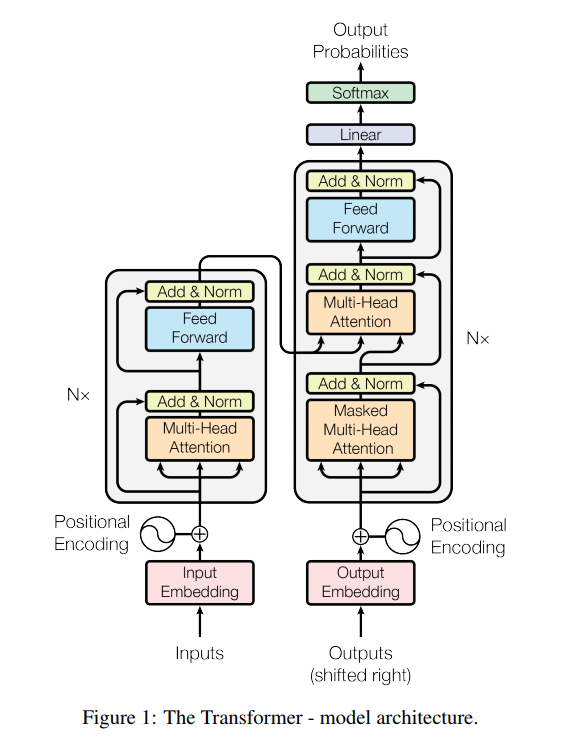 Output
Probabilities
Softmax
Linear
Add & Norm
Feed
Forward
Add & Norm
Multi-Head
Attention
Add & Norm
Masked
Multi-Head
Attention
N×
Add & Norm
Feed
Forward
Add & Norm
Multi-Head
Attention
N×
Positional
Encoding
Positional
Encoding
Input
Embedding
Output
Embedding
Inputs
Outputs
(shifted right)
Figure 1: The Transformer - model architecture.